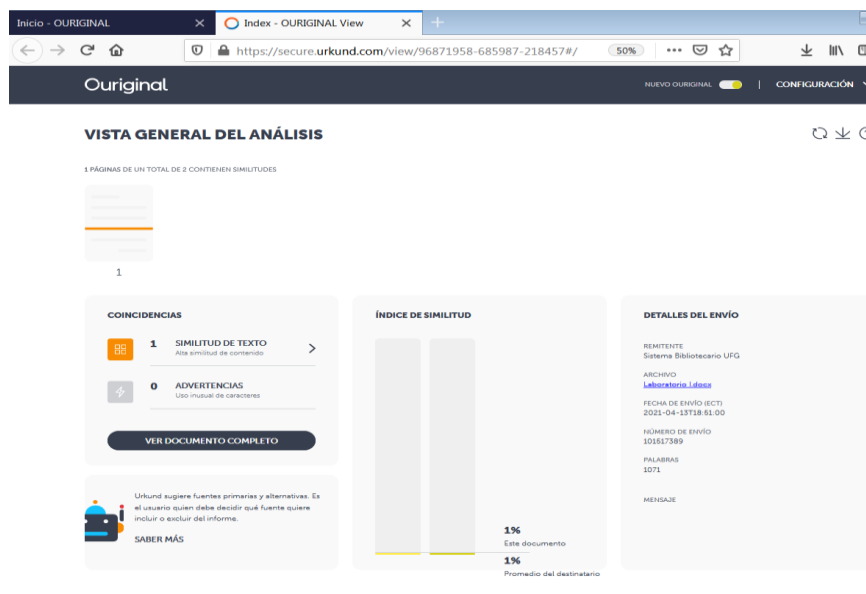 Inicio - OURIGINAL
Index - OURIGINAL View
https://secure.urkund.com/view/96871958-685987-218457#/
50%
Ouriginal
NUEVO OURIGINAL
CONFIGURACIÓN
VISTA GENERAL DEL ANÁLISIS
1 PÁGINAS DE UN TOTAL DE 2 CONTIENEN SIMILITUDES
1
COINCIDENCIAS
1 SIMILITUD DE TEXTO
Alta similitud de contenido
0 ADVERTENCIAS
Uso inusual de caracteres
VER DOCUMENTO COMPLETO
Urkund sugiere fuentes primarias y alternativas. Es
el usuario quien debe decidir qué fuente quiere
incluir o excluir del informe.
SABER MÁS
ÍNDICE DE SIMILITUD
1%
Este documento
1%
Promedio del destinatario
DETALLES DEL ENVÍO
REMITENTE
Sistema Bibliotecario UFG
ARCHIVO
Laboratorio I.docx
FECHA DE ENVÍO (ECT)
2021-04-13T18:51:00
NÚMERO DE ENVÍO
101517389
PALABRAS
1071
MENSAJE